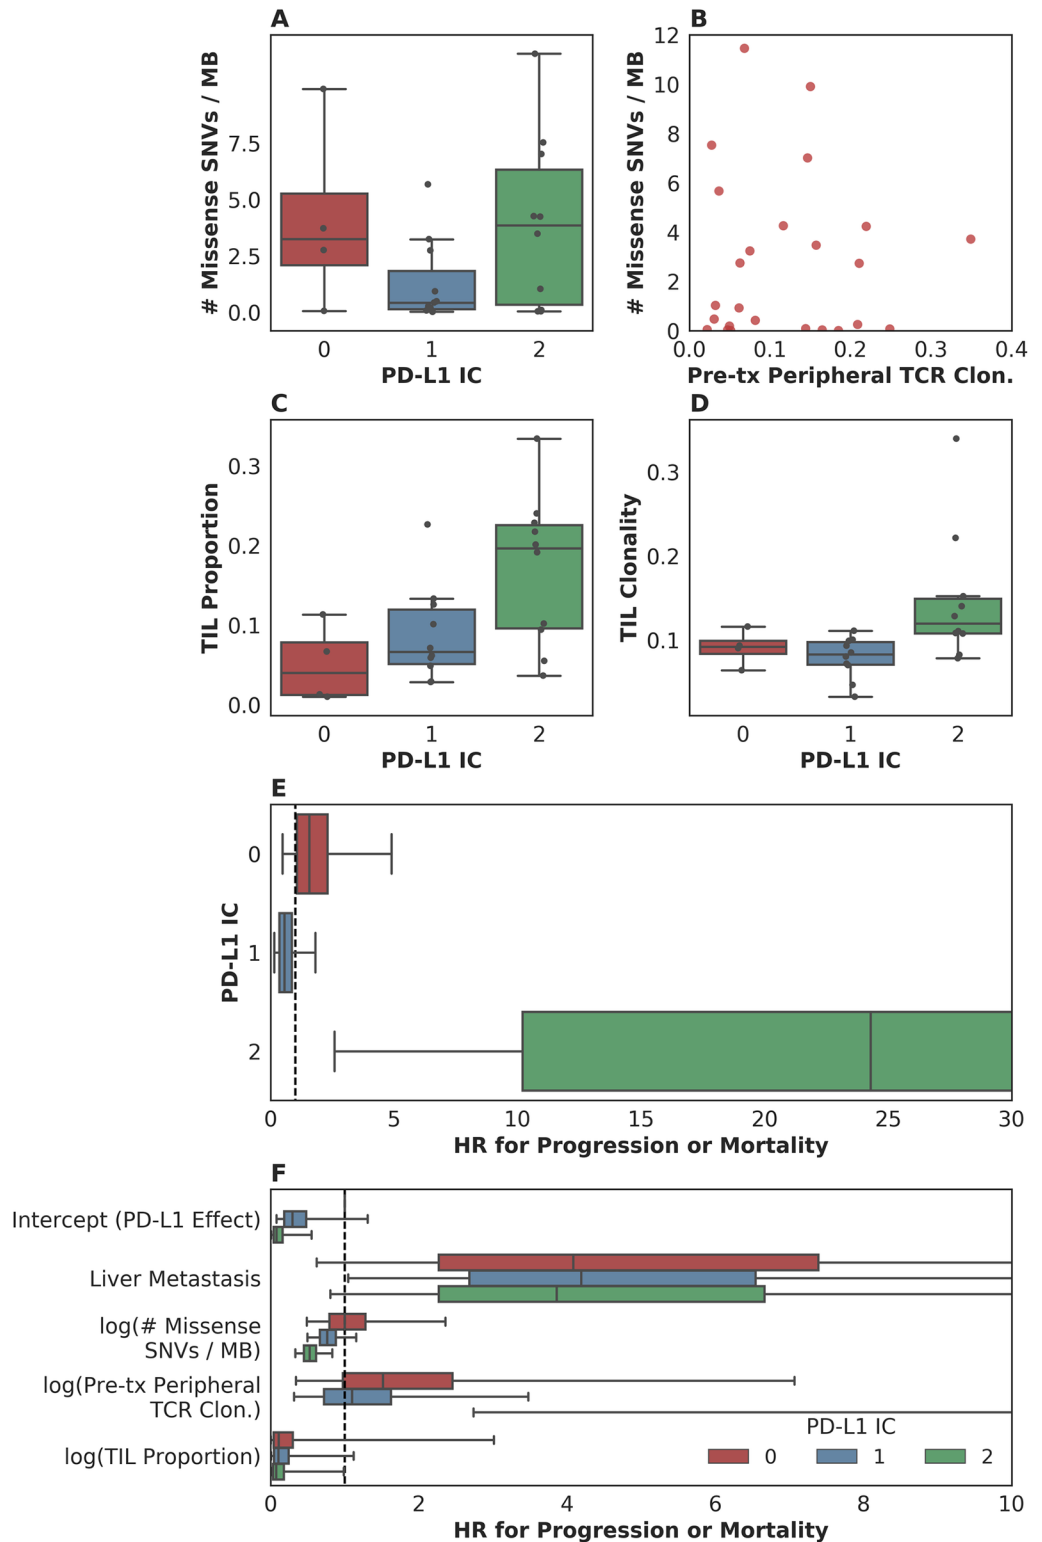 A
# Missense SNVs / MB
7.5
5.0
2.5
0.0
0 1 2
PD-L1 IC
B
# Missense SNVs / MB
12
10
8
6
4
2
0
0.0 0.1 0.2 0.3 0.4
Pre-tx Peripheral TCR Clon.
C
TIL Proportion
0.3
0.2
0.1
0.0
0 1 2
PD-L1 IC
D
TIL Clonality
0.3
0.2
0.1
0 1 2
PD-L1 IC
E
PD-L1 IC
0
1
2
0 5 10 15 20 25 30
HR for Progression or Mortality
F
Intercept (PD-L1 Effect)
Liver Metastasis
log(# Missense
SNVs / MB)
log(Pre-tx Peripheral
TCR Clon.)
log(TIL Proportion)
PD-L1 IC
0 1 2
0 2 4 6 8 10
HR for Progression or Mortality